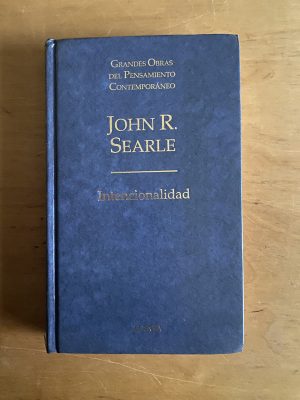 GRANDES OBRAS
DEL PENSAMIENTO
CONTEMPORÁNEO
JOHN R.
SEARLE
Intencionalidad